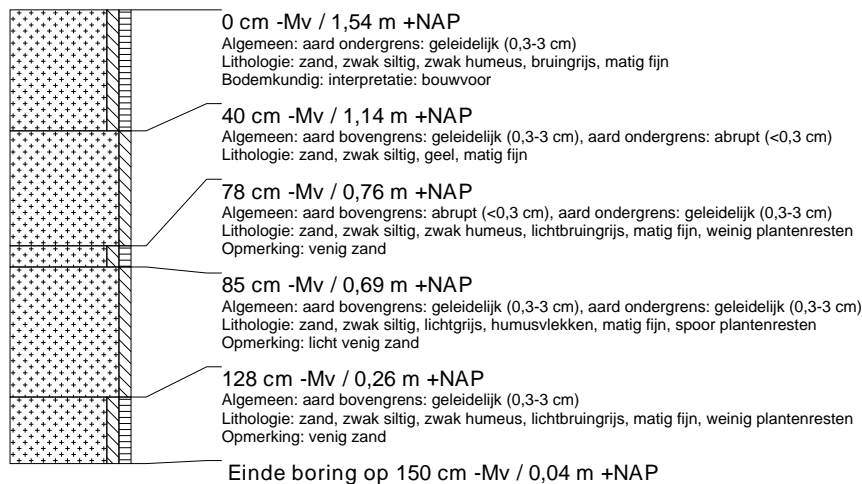 0 cm -Mv / 1,54 m +NAP
Algemeen: aard ondergrens: geleidelijk (0,3-3 cm)
Lithologie: zand, zwak siltig, zwak humeus, bruingrijs, matig fijn
Bodemkundig: interpretatie: bouwvoor
40 cm -Mv / 1,14 m +NAP
Algemeen: aard bovengrens: geleidelijk (0,3-3 cm), aard ondergrens: abrupt (<0,3 cm)
Lithologie: zand, zwak siltig, geel, matig fijn
78 cm -Mv / 0,76 m +NAP
Algemeen: aard bovengrens: abrupt (<0,3 cm), aard ondergrens: geleidelijk (0,3-3 cm)
Lithologie: zand, zwak siltig, zwak humeus, lichtbruingrijs, matig fijn, weinig plantenresten
Opmerking: venig zand
85 cm -Mv / 0,69 m +NAP
Algemeen: aard bovengrens: geleidelijk (0,3-3 cm), aard ondergrens: geleidelijk (0,3-3 cm)
Lithologie: zand, zwak siltig, lichtgrijs, humusvlekken, matig fijn, spoor plantenresten
Opmerking: licht venig zand
128 cm -Mv / 0,26 m +NAP
Algemeen: aard bovengrens: geleidelijk (0,3-3 cm)
Lithologie: zand, zwak siltig, zwak humeus, lichtbruingrijs, matig fijn, weinig plantenresten
Opmerking: venig zand
Einde boring op 150 cm -Mv / 0,04 m +NAP